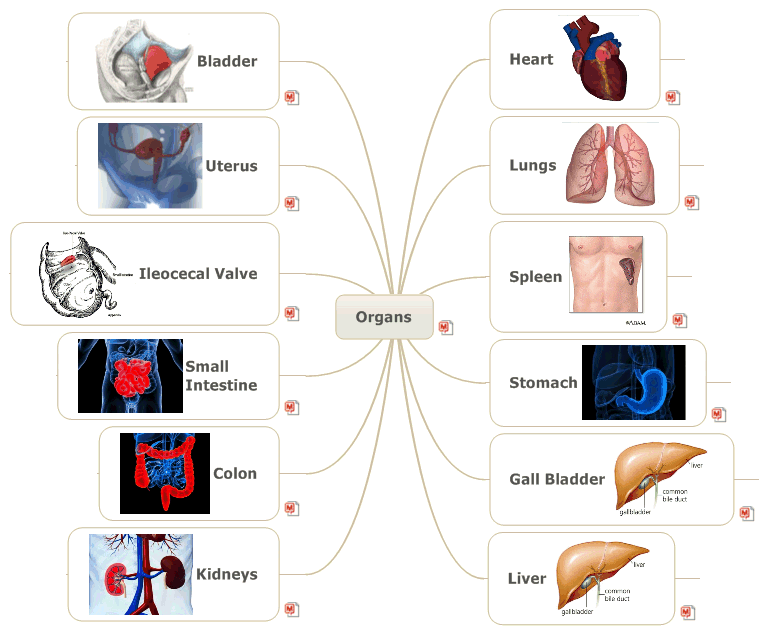 Bladder
Uterus
Ileocecal Valve
Small
Intestine
Colon
Kidneys
Organs
Heart
Lungs
Spleen
Stomach
Gall Bladder
liver
common
bile duct
gallbladder
Liver
liver
common
bile duct
gallbladder